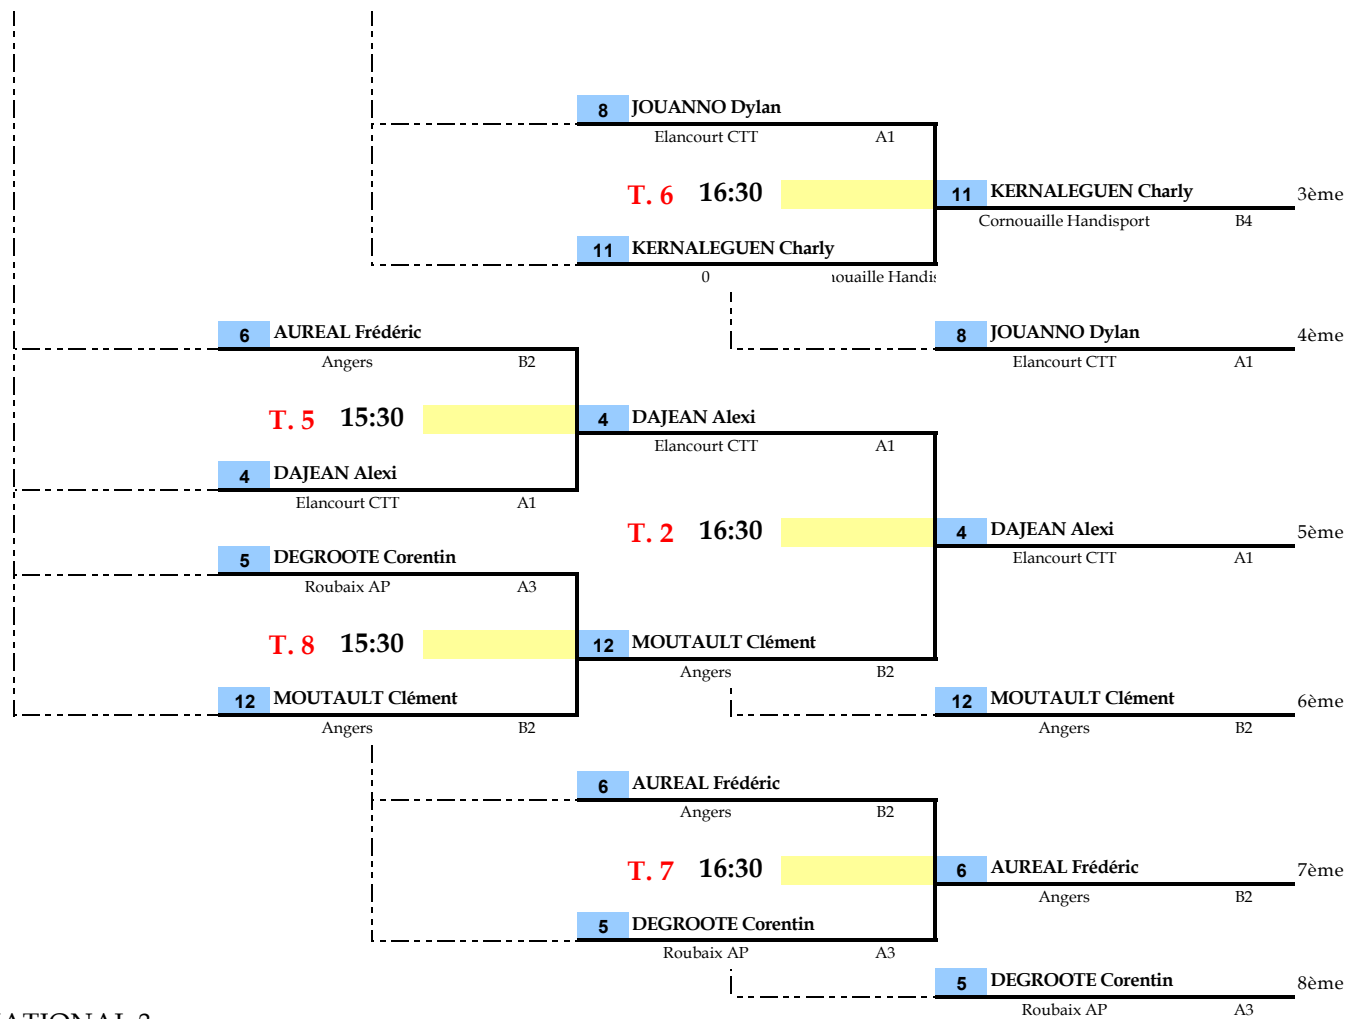 8 JOUANNO Dylan
Elancourt CTT A1
T. 6 16:30
11 KERNALEGUEN Charly 3ème
Cornouaille Handisport B4
11 KERNALEGUEN Charly
0 ouaille Handis
6 AUREAL Frédéric
Angers B2
8 JOUANNO Dylan 4ème
Elancourt CTT A1
T. 5 15:30
4 DAJEAN Alexi
Elancourt CTT A1
4 DAJEAN Alexi
Elancourt CTT A1
T. 2 16:30
4 DAJEAN Alexi 5ème
Elancourt CTT A1
5 DEGROOTE Corentin
Roubaix AP A3
T. 8 15:30
12 MOUTAULT Clément
Angers B2
12 MOUTAULT Clément
Angers B2
12 MOUTAULT Clément 6ème
Angers B2
6 AUREAL Frédéric
Angers B2
T. 7 16:30
6 AUREAL Frédéric 7ème
Angers B2
5 DEGROOTE Corentin
Roubaix AP A3
5 DEGROOTE Corentin 8ème
Roubaix AP A3